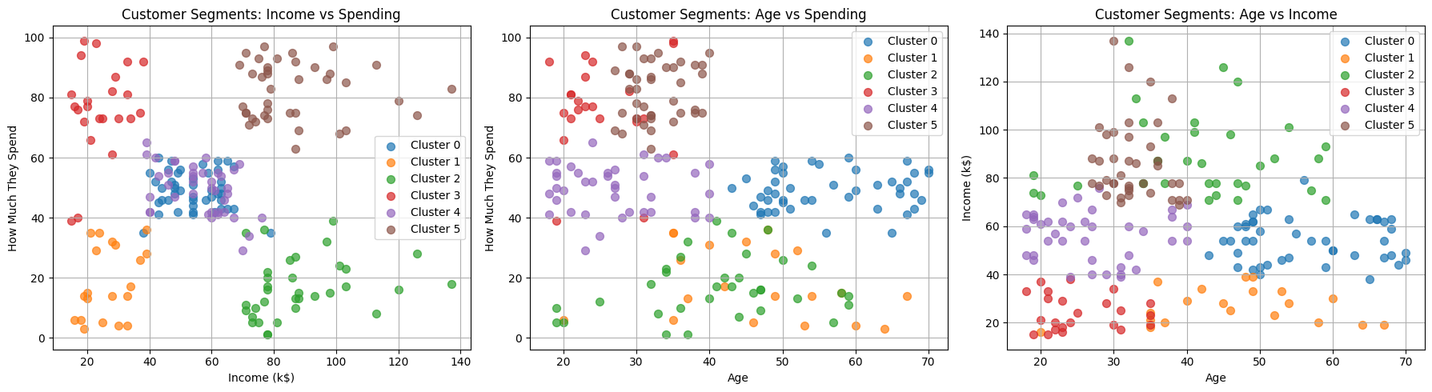 Customer Segments: Income vs Spending
How Much They Spend
100
80
60
40
20
0
Cluster 0
Cluster 1
Cluster 2
Cluster 3
Cluster 4
Cluster 5
20 40 60 80 100 120 140
Income (k$)
Customer Segments: Age vs Spending
How Much They Spend
100
80
60
40
20
0
Cluster 0
Cluster 1
Cluster 2
Cluster 3
Cluster 4
Cluster 5
20 30 40 50 60 70
Age
Customer Segments: Age vs Income
Income (k$)
140
120
100
80
60
40
20
Cluster 0
Cluster 1
Cluster 2
Cluster 3
Cluster 4
Cluster 5
20 30 40 50 60 70
Age